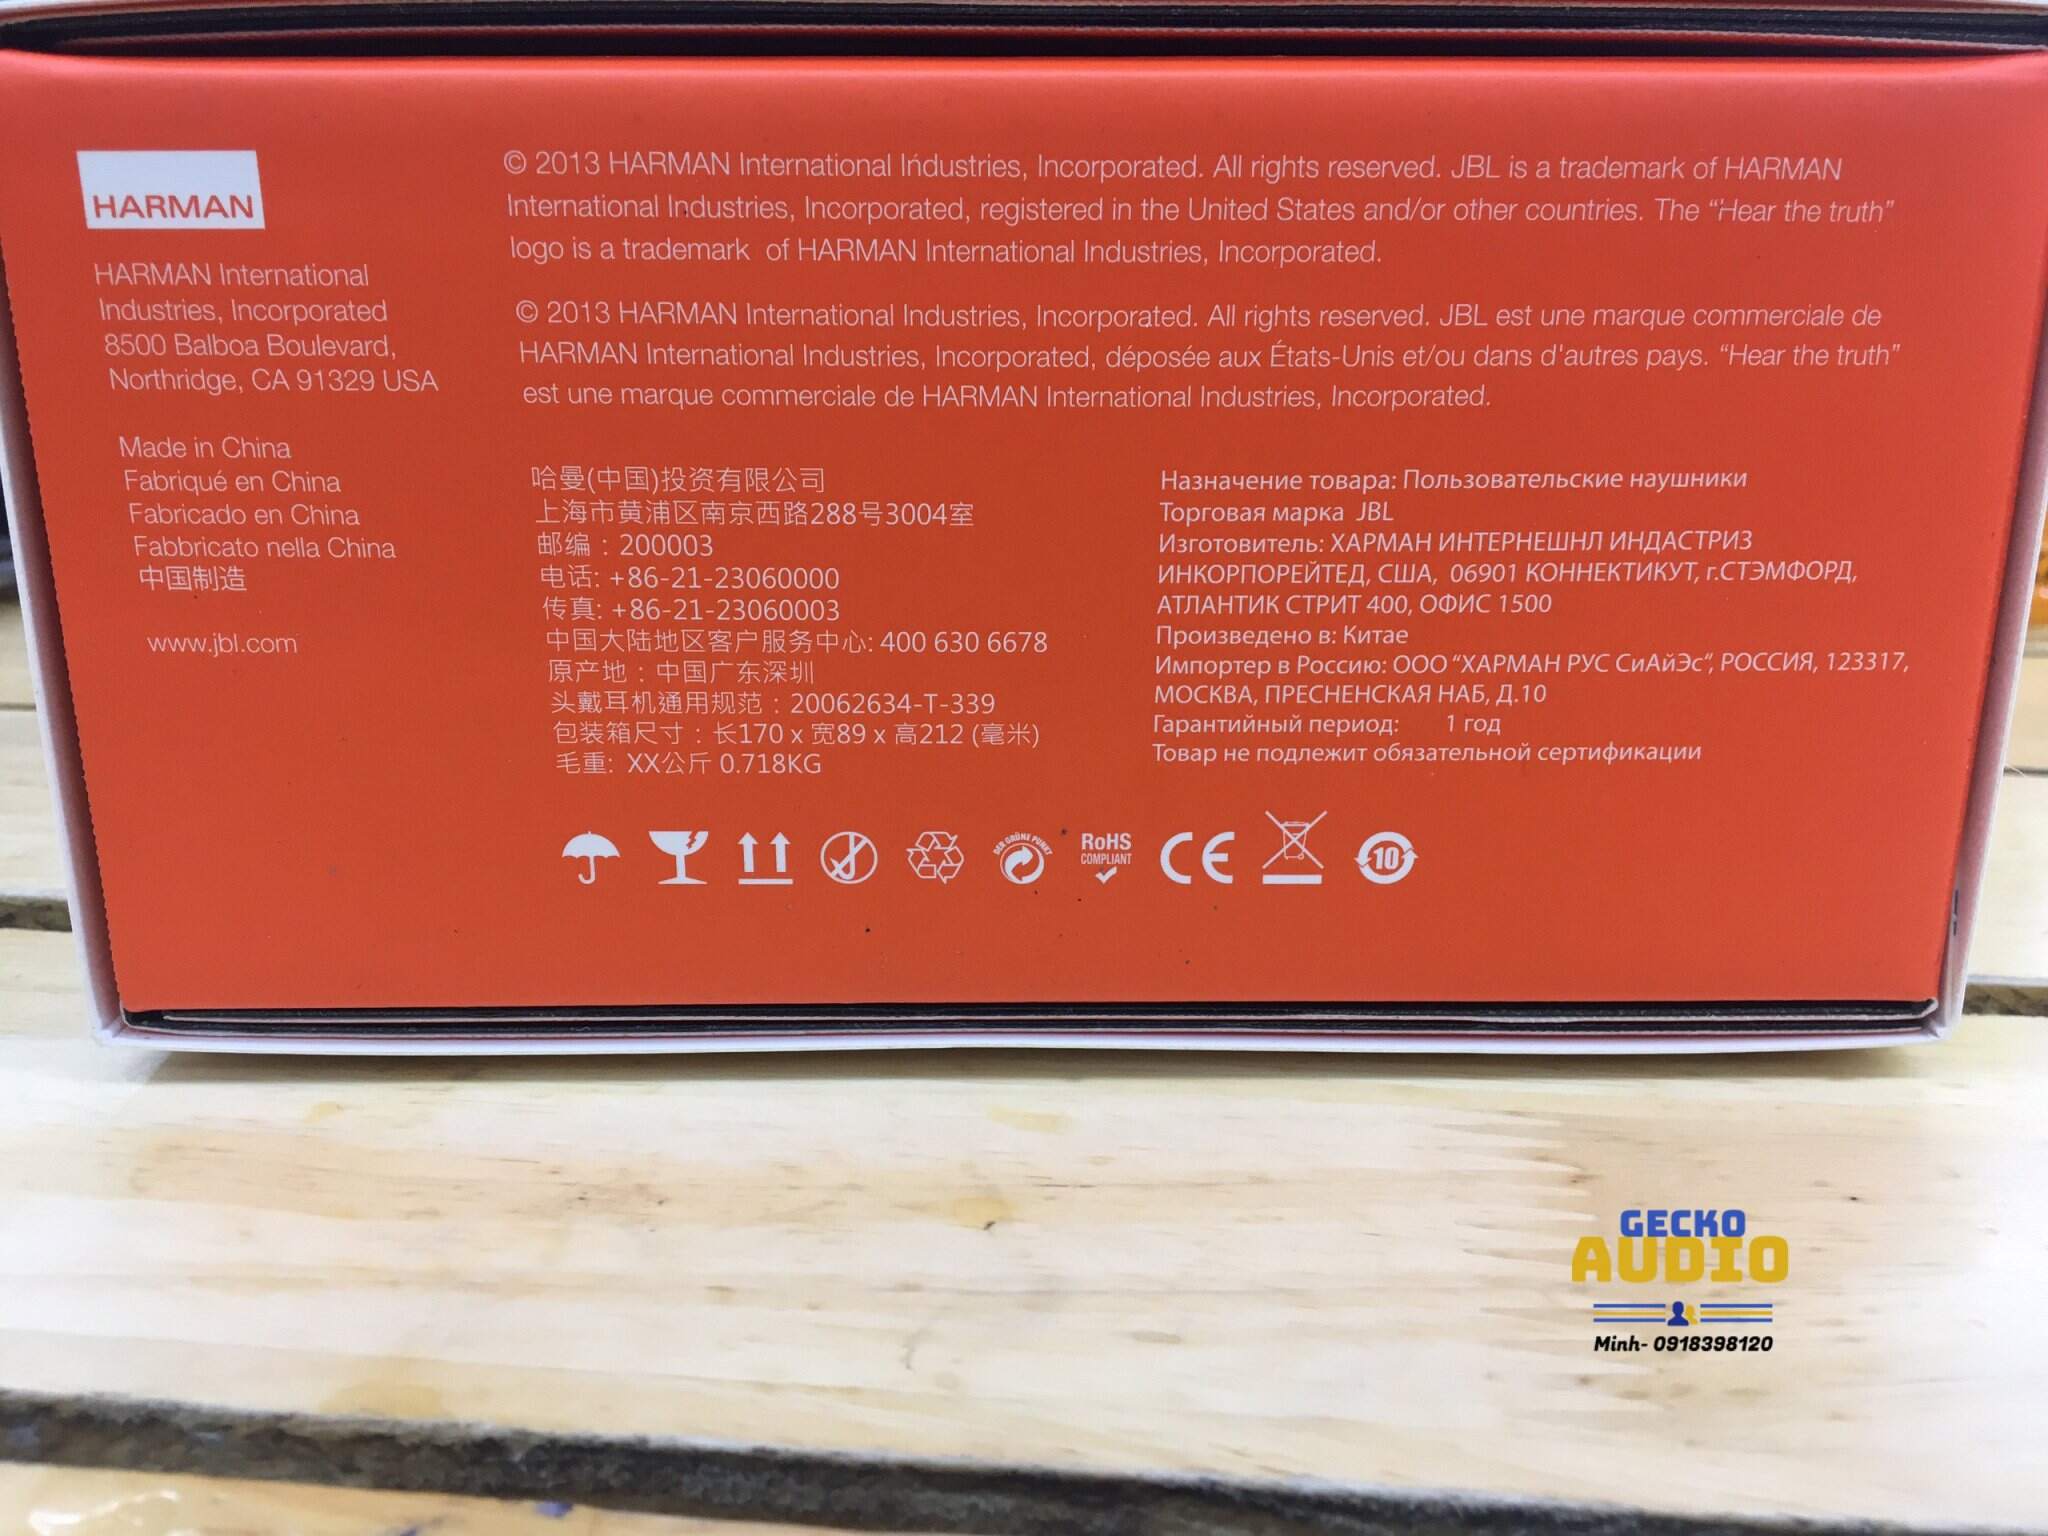 HARMAN
HARMAN International
Industries, Incorporated
8500 Balboa Boulevard,
Northridge, CA 91329 USA
Made in China
Fabriqué en China
Fabricado en China
Fabbricato nella China
中国制造
www.jbl.com
© 2013 HARMAN International Industries, Incorporated. All rights reserved. JBL is a trademark of HARMAN
International Industries, Incorporated, registered in the United States and/or other countries. The “Hear the truth”
logo is a trademark of HARMAN International Industries, Incorporated.
© 2013 HARMAN International Industries, Incorporated. All rights reserved. JBL est une marque commerciale de
HARMAN International Industries, Incorporated, déposée aux États-Unis et/ou dans d'autres pays. “Hear the truth”
est une marque commerciale de HARMAN International Industries, Incorporated.
哈曼(中国)投资有限公司
上海市黄浦区南京西路288号3004室
邮编：200003
电话: +86-21-23060000
传真: +86-21-23060003
中国大陆地区客户服务中心: 400 630 6678
原产地：中国广东深圳
头戴耳机通用规范：20062634-T-339
包装箱尺寸：长170 x 宽89 x 高212 (毫米)
毛重: XX公斤 0.718KG
Назначение товара: Пользовательские наушники
Торговая марка JBL
Изготовитель: ХАРМАН ИНТЕРНЕШНЛ ИНДАСТРИЗ
ИНКОРПОРЕЙТЕД, США, 06901 КОННЕКТИКУТ, г.СТЭМФОРД,
АТЛАНТИК СТРИТ 400, ОФИС 1500
Произведено в: Китае
Импортер в Россию: ООО “ХАРМАН РУС СиАйЭс“, РОССИЯ, 123317,
МОСКВА, ПРЕСНЕНСКАЯ НАБ, Д.10
Гарантийный период: 1 год
Товар не подлежит обязательной сертификации
DER GRÜNE PUNKT
RoHS
COMPLIANT
CE
10
GECKO
AUDIO
Minh- 0918398120